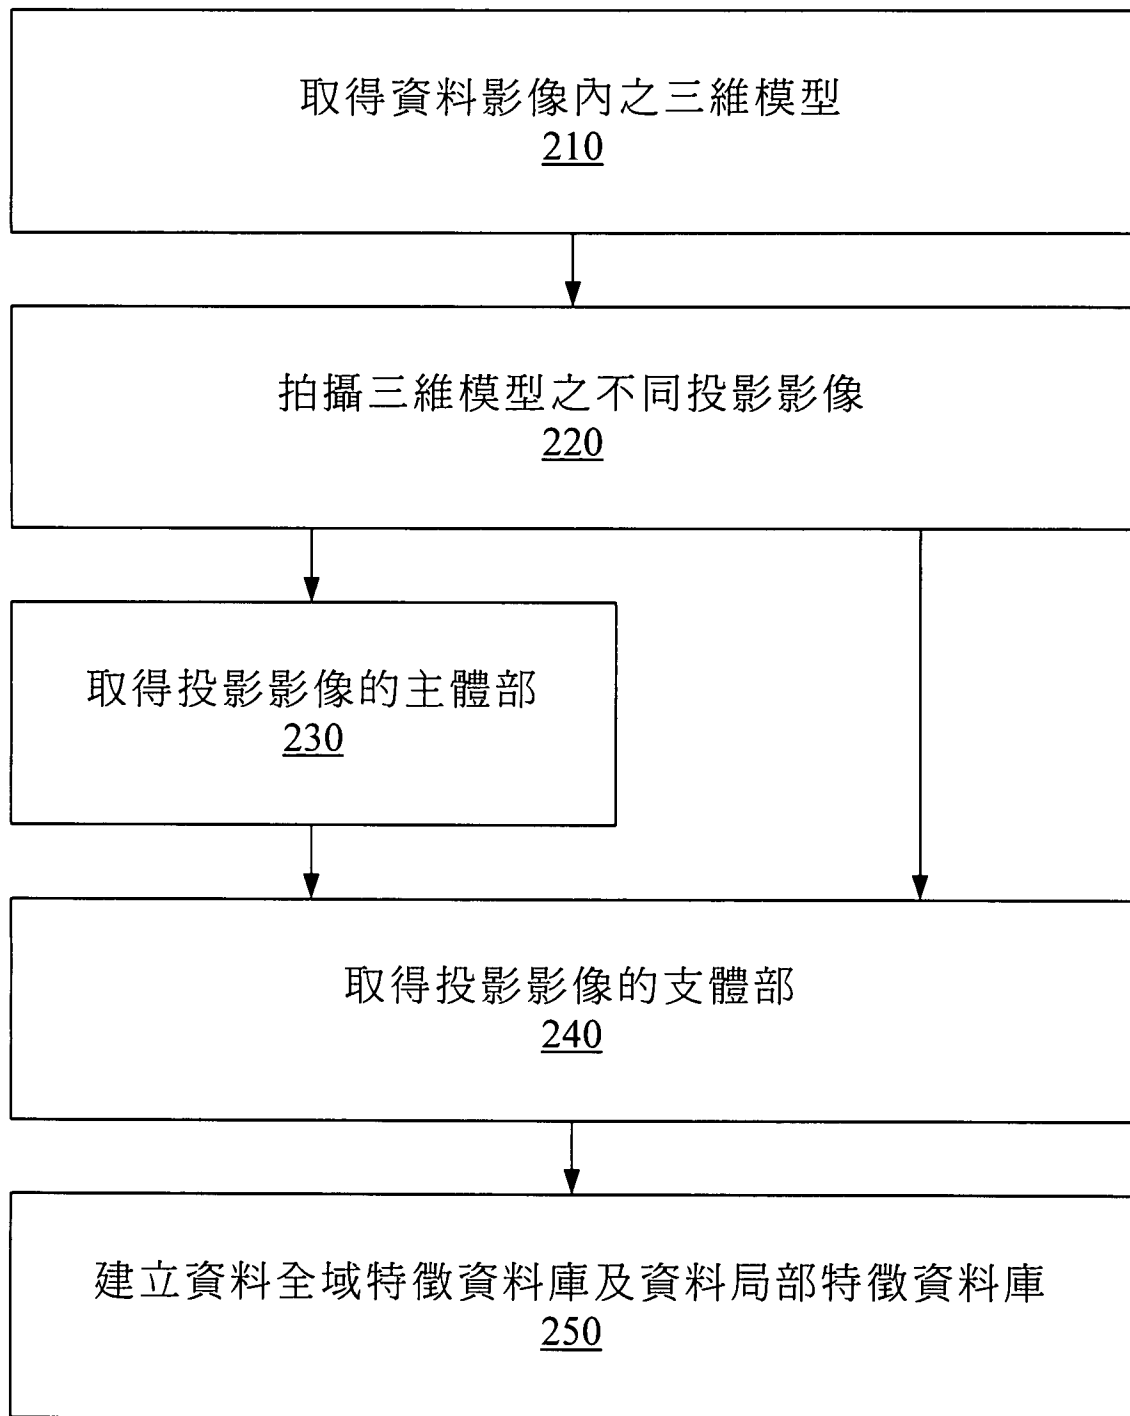 取得資料影像內之三維模型
210
拍攝三維模型之不同投影影像
220
取得投影影像的主體部
230
取得投影影像的支體部
240
建立資料全域特徵資料庫及資料局部特徵資料庫
250